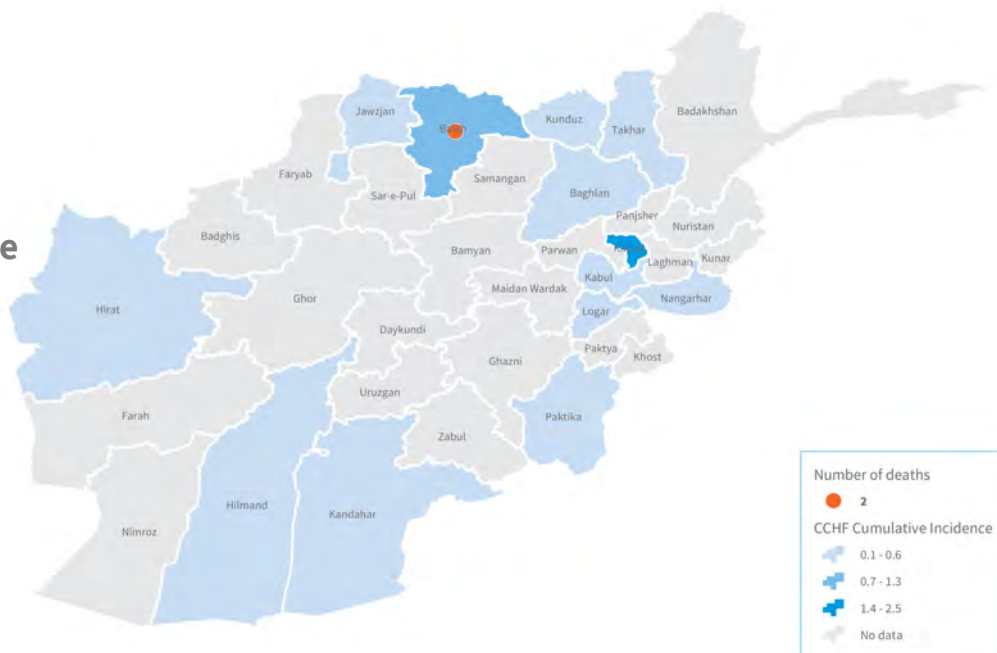 Badakhshan
Jawzjan
Kunduz
Takhar
Faryab
Samangan
Sar-e-Pul
Baghlan
Panjsher
Nuristan
Badghis
Bamyan
Parwan
Laghman
Kunar
Kabul
Maidan Wardak
Nangarhar
Ghor
Hirat
Logar
Daykundi
Paktya
Khost
Ghazni
Uruzgan
Farah
Paktika
Zabul
Hilmand
Kandahar
Nimroz
e
Number of deaths
2
CCHF Cumulative Incidence
0.1 - 0.6
0.7 - 1.3
1.4 - 2.5
No data